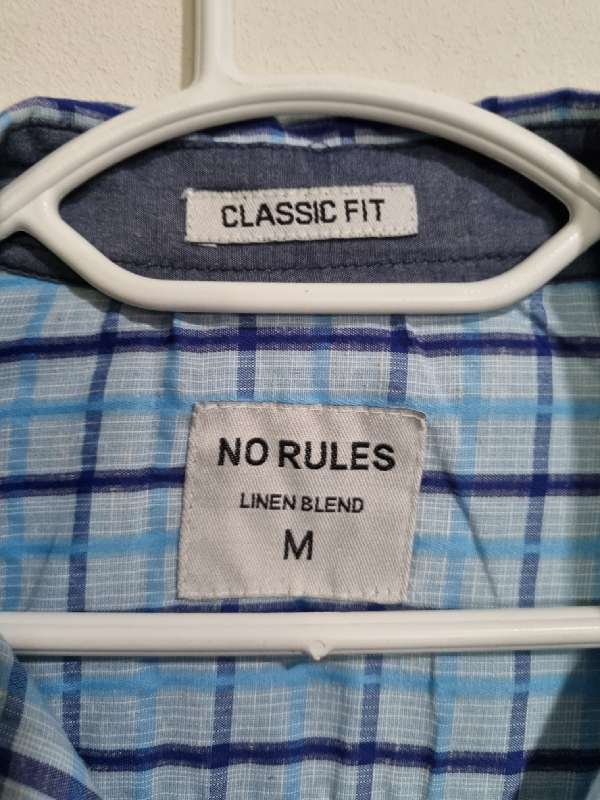 CLASSIC FIT
NO RULES
LINEN BLEND
M